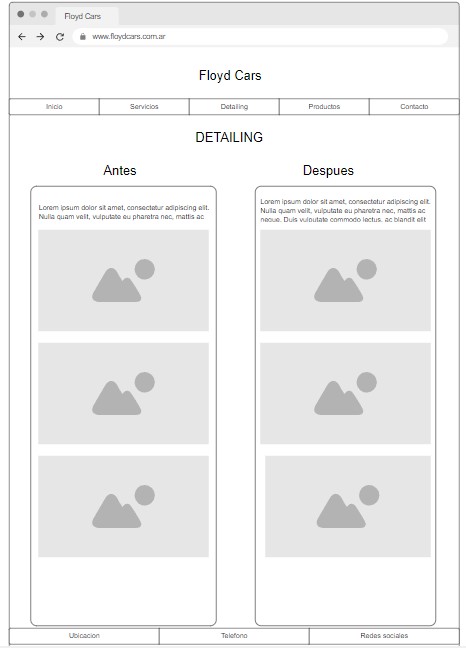 Floyd Cars
www.floydcars.com.ar
Floyd Cars
Inicio Servicios Detailing Productos Contacto
DETAILING
Antes Despues
Lorem ipsum dolor sit amet, consectetur adipiscing elit.
Nulla quam velit, vulputate eu pharetra nec, mattis ac
Lorem ipsum dolor sit amet, consectetur adipiscing elit.
Nulla quam velit, vulputate eu pharetra nec, mattis ac
neque. Duis vulputate commodo lectus, ac blandit elit
Ubicacion Telefono Redes sociales